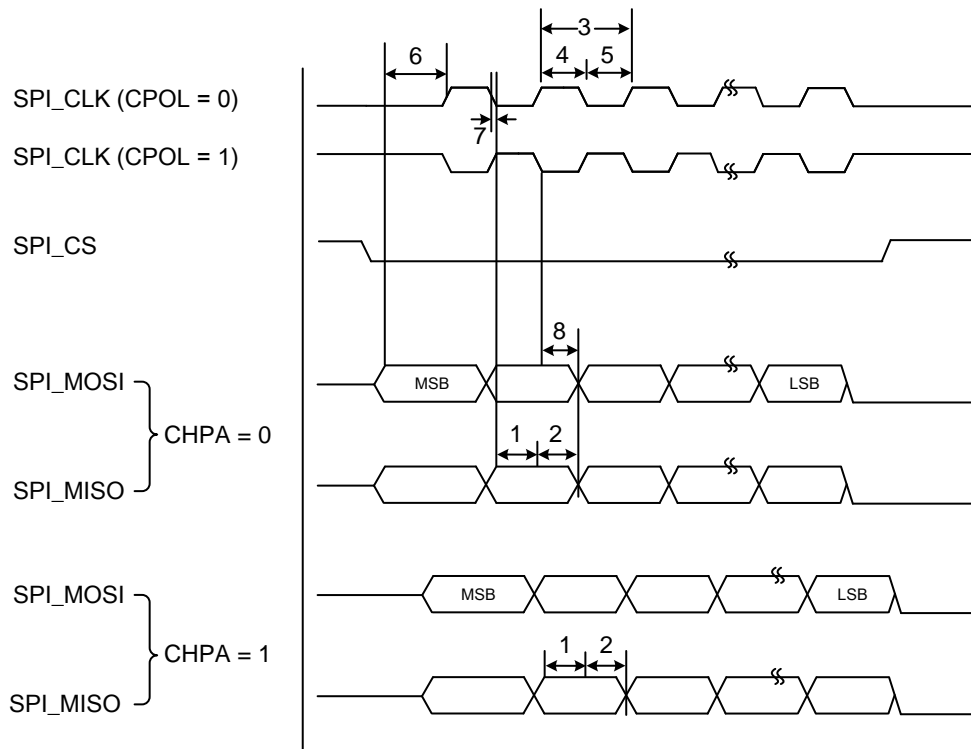 3
6
4
5
SPI_CLK (CPOL = 0)
7
SPI_CLK (CPOL = 1)
SPI_CS
8
SPI_MOSI
MSB
LSB
CHPA = 0
1
2
SPI_MISO
SPI_MOSI
MSB
LSB
CHPA = 1
1
2
SPI_MISO